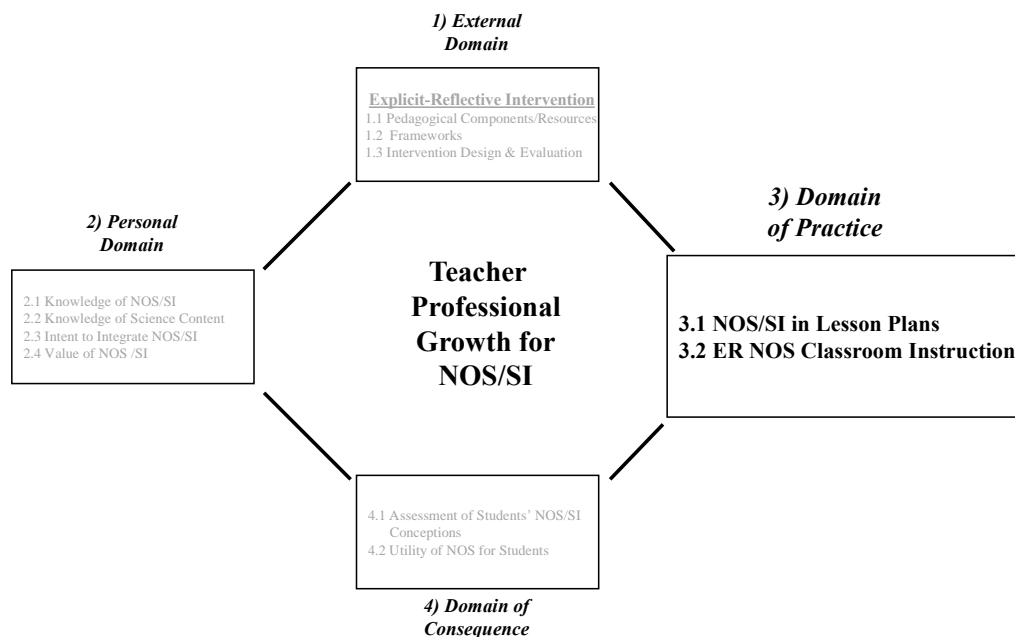 1) External
Domain
Explicit-Reflective Intervention
1.1 Pedagogical Components/Resources
1.2 Frameworks
1.3 Intervention Design & Evaluation
2) Personal
Domain
2.1 Knowledge of NOS/SI
2.2 Knowledge of Science Content
2.3 Intent to Integrate NOS/SI
2.4 Value of NOS /SI
Teacher
Professional
Growth for
NOS/SI
3) Domain
of Practice
3.1 NOS/SI in Lesson Plans
3.2 ER NOS Classroom Instruction
4.1 Assessment of Students’ NOS/SI
Conceptions
4.2 Utility of NOS for Students
4) Domain of
Consequence